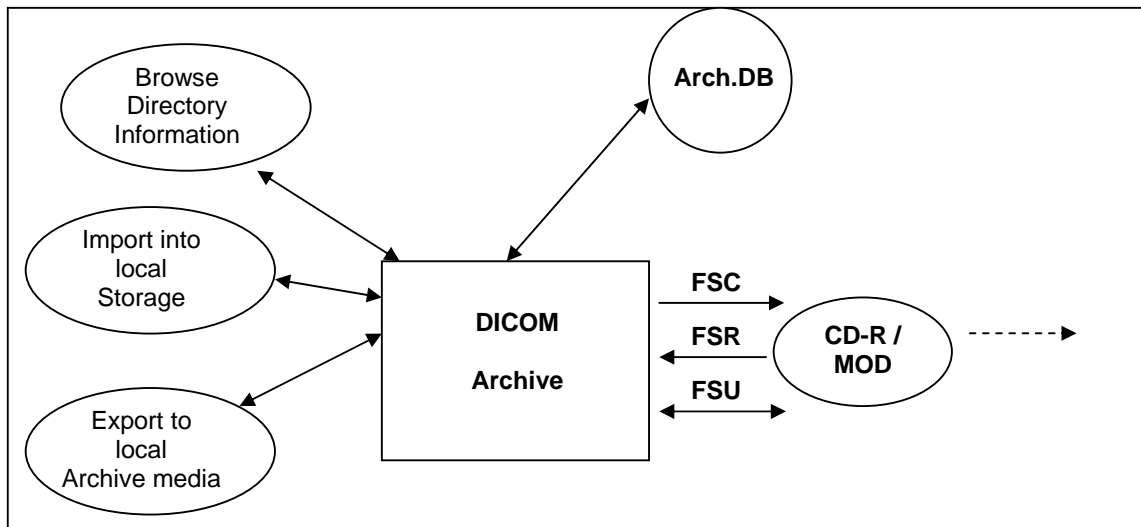 Browse
Directory
Information
Arch.DB
Import into
local
Storage
DICOM
Archive
FSC
FSR
FSU
CD-R /
MOD
Export to
local
Archive media